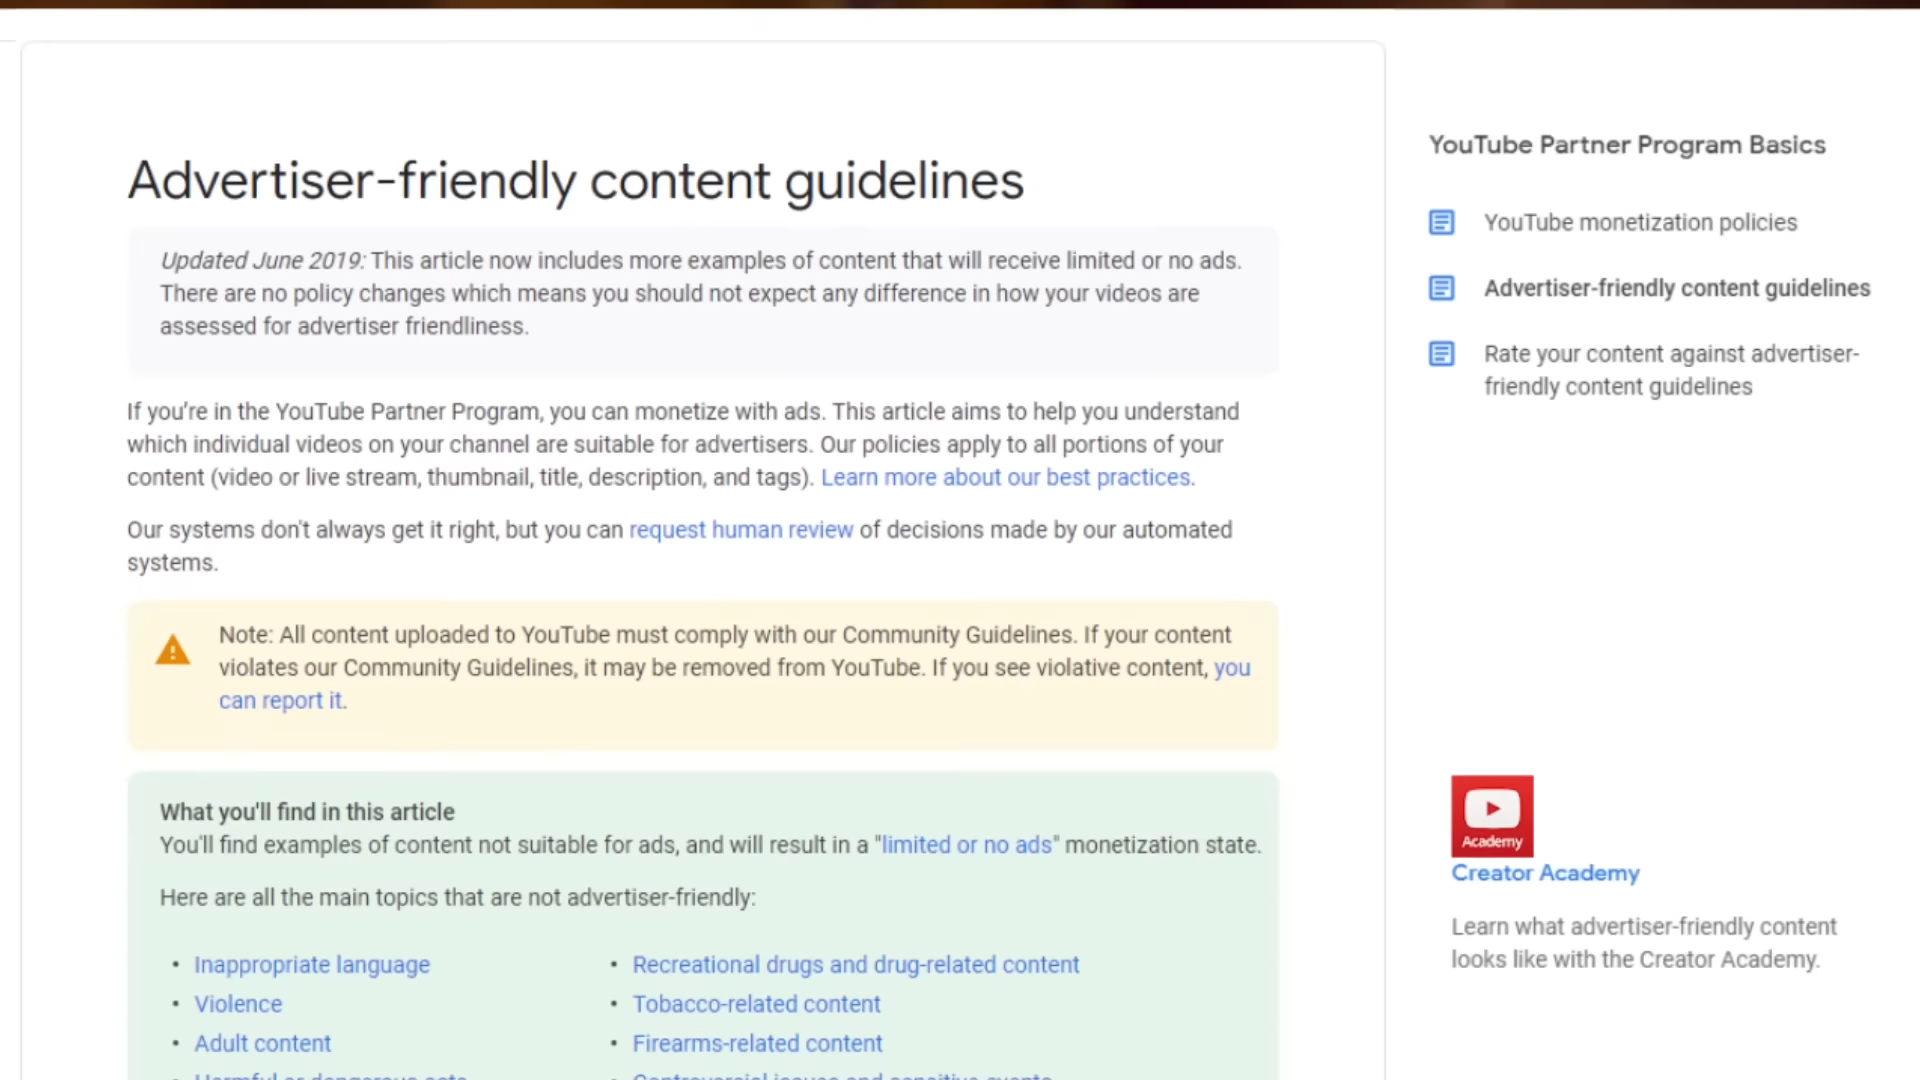 Advertiser-friendly content guidelines
Updated June 2019: This article now includes more examples of content that will receive limited or no ads.
There are no policy changes which means you should not expect any difference in how your videos are
assessed for advertiser friendliness.
If you're in the YouTube Partner Program, you can monetize with ads. This article aims to help you understand
which individual videos on your channel are suitable for advertisers. Our policies apply to all portions of your
content (video or live stream, thumbnail, title, description, and tags). Learn more about our best practices.
Our systems don't always get it right, but you can request human review of decisions made by our automated
systems.
Note: All content uploaded to YouTube must comply with our Community Guidelines. If your content
violates our Community Guidelines, it may be removed from YouTube. If you see violative content, you
can report it.
What you'll find in this article
You'll find examples of content not suitable for ads, and will result in a "limited or no ads" monetization state.
Here are all the main topics that are not advertiser-friendly:
• Inappropriate language
• Violence
• Adult content
• Harmful or dangerous acts
• Recreational drugs and drug-related content
• Tobacco-related content
• Firearms-related content
• Controversial issues and sensitive events
YouTube Partner Program Basics
YouTube monetization policies
Advertiser-friendly content guidelines
Rate your content against advertiser-
friendly content guidelines
Academy
Creator Academy
Learn what advertiser-friendly content
looks like with the Creator Academy.